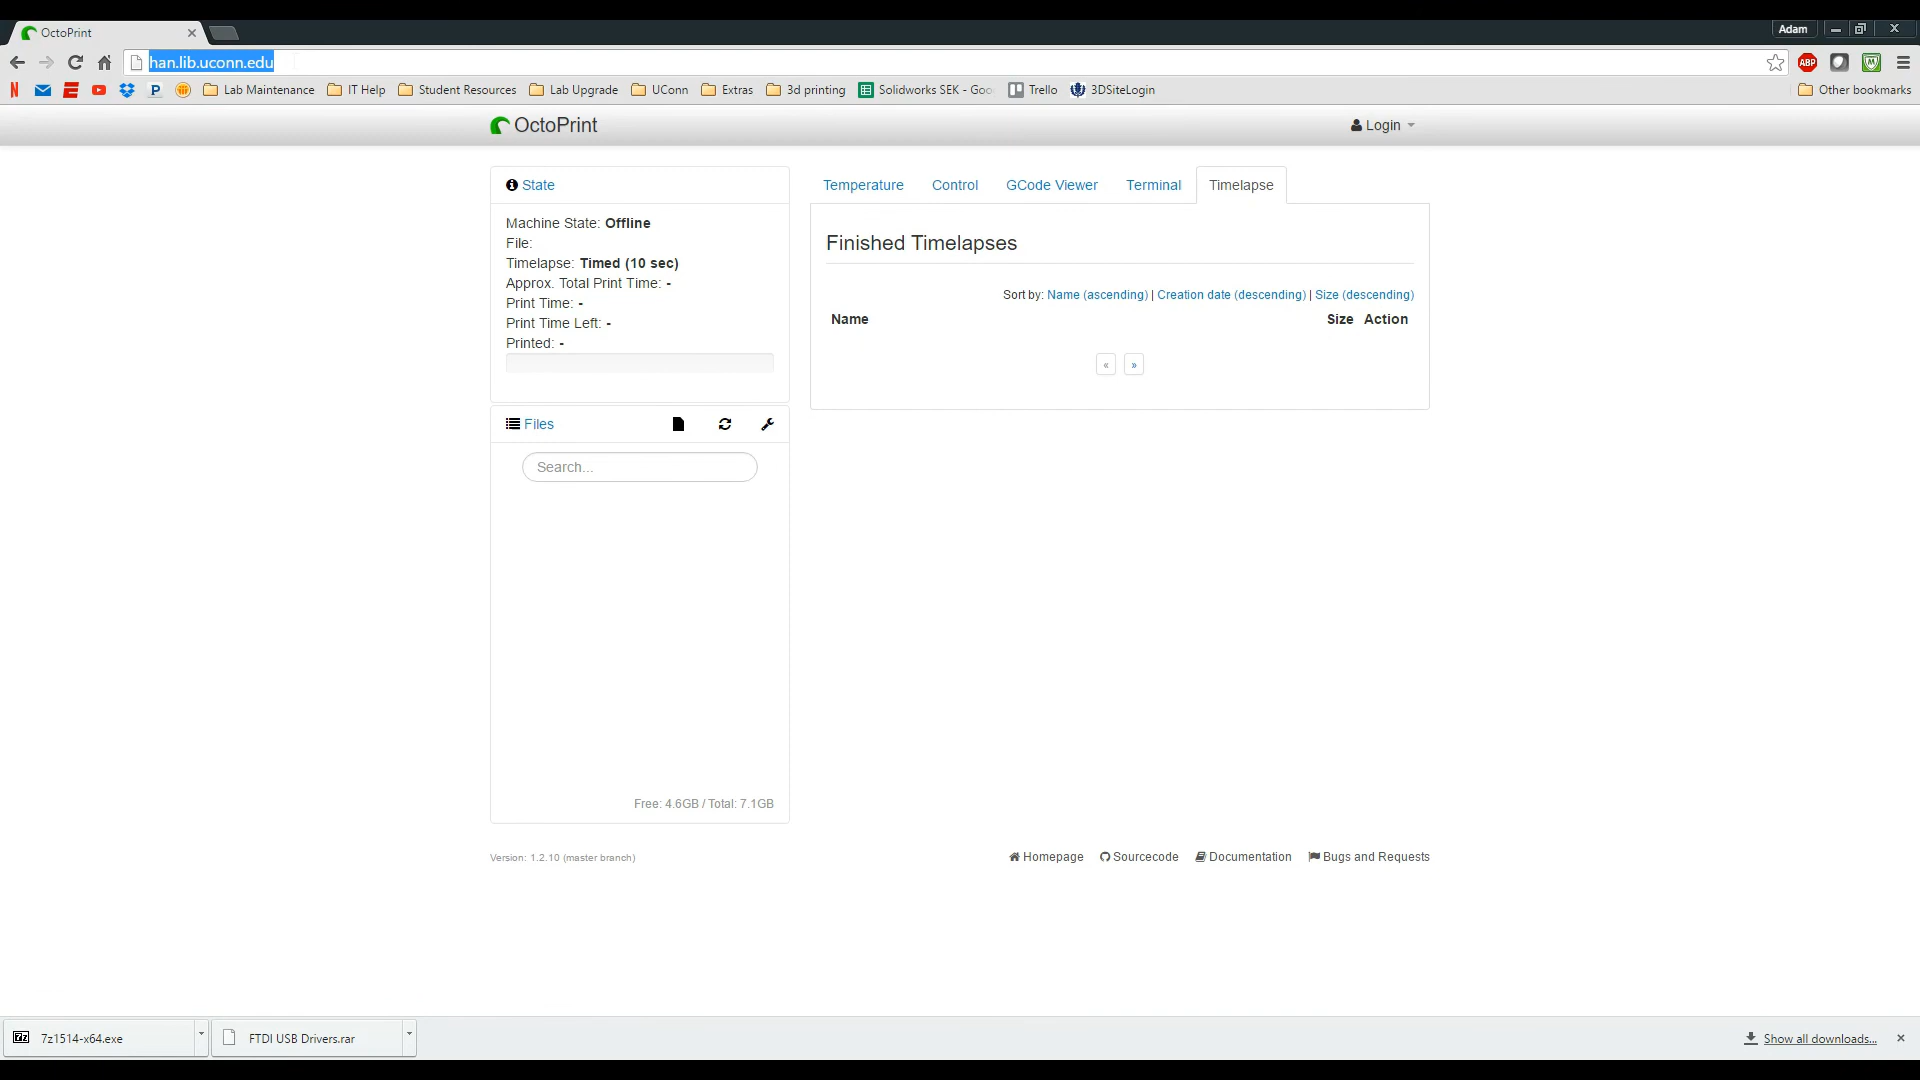 OctoPrint
Adam
han.lib.uconn.edu
ABP
Lab Maintenance
IT Help
Student Resources
Lab Upgrade
UConn
Extras
3d printing
Solidworks SEK - Goo
Trello
3DSiteLogin
Other bookmarks
OctoPrint
Login
State
Machine State: Offline
File:
Timelapse: Timed (10 sec)
Approx. Total Print Time: -
Print Time: -
Print Time Left: -
Printed: -
Files
Search...
Free: 4.6GB / Total: 7.1GB
Temperature
Control
GCode Viewer
Terminal
Timelapse
Finished Timelapses
Sort by: Name (ascending) | Creation date (descending) | Size (descending)
Name Size Action
« »
Version: 1.2.10 (master branch)
Homepage
Sourcecode
Documentation
Bugs and Requests
7z 7z1514-x64.exe
FTDI USB Drivers.rar
Show all downloads...